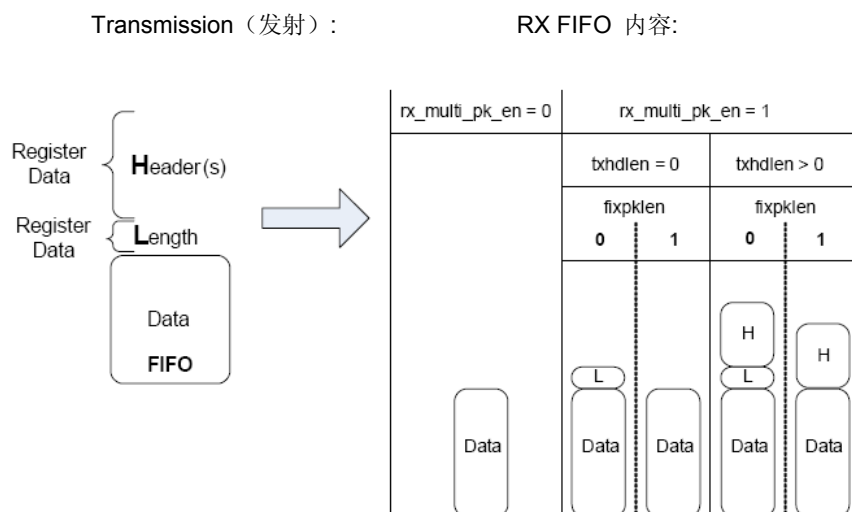 Transmission（发射）:
RX FIFO 内容:
Register Data
Header(s)
Register Data
Length
Data
FIFO
rx_multi_pk_en = 0
rx_multi_pk_en = 1
txhdlen = 0
txhdlen > 0
fixpklen
fixpklen
0
1
0
1
Data
L
Data
Data
H
L
Data
H
Data